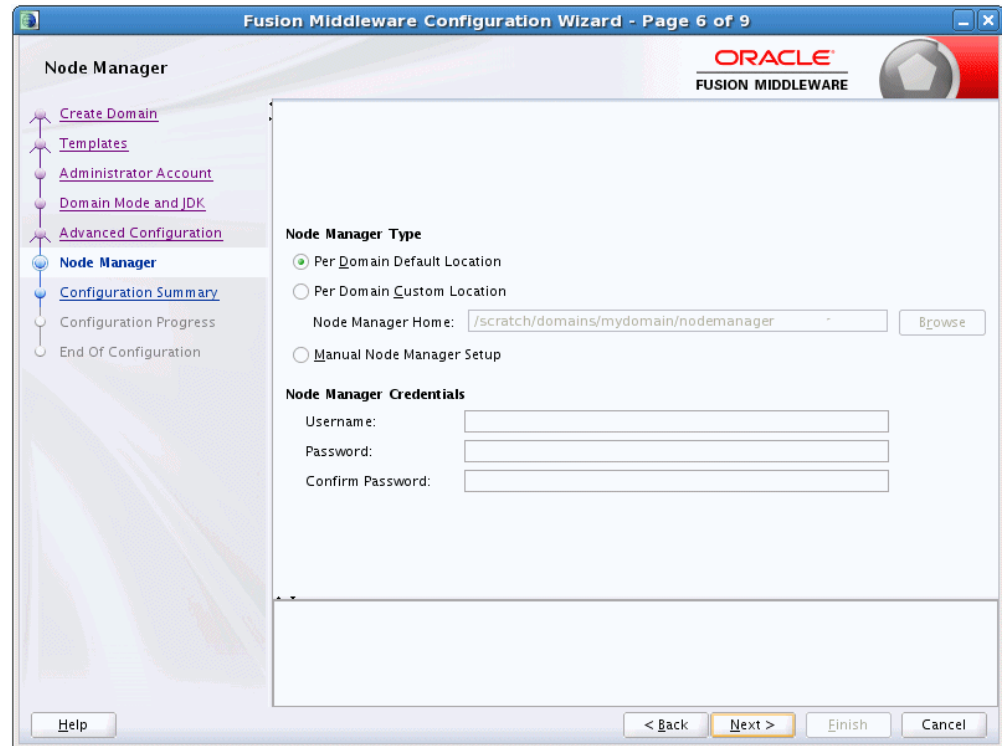 Fusion Middleware Configuration Wizard - Page 6 of 9
Node Manager
ORACLE
FUSION MIDDLEWARE
Create Domain
Templates
Administrator Account
Domain Mode and JDK
Advanced Configuration
Node Manager
Configuration Summary
Configuration Progress
End Of Configuration
Node Manager Type
Per Domain Default Location
Per Domain Custom Location
Node Manager Home: /scratch/domains/mydomain/nodemanager Browse
Manual Node Manager Setup
Node Manager Credentials
Username:
Password:
Confirm Password:
Help < Back Next > Finish Cancel